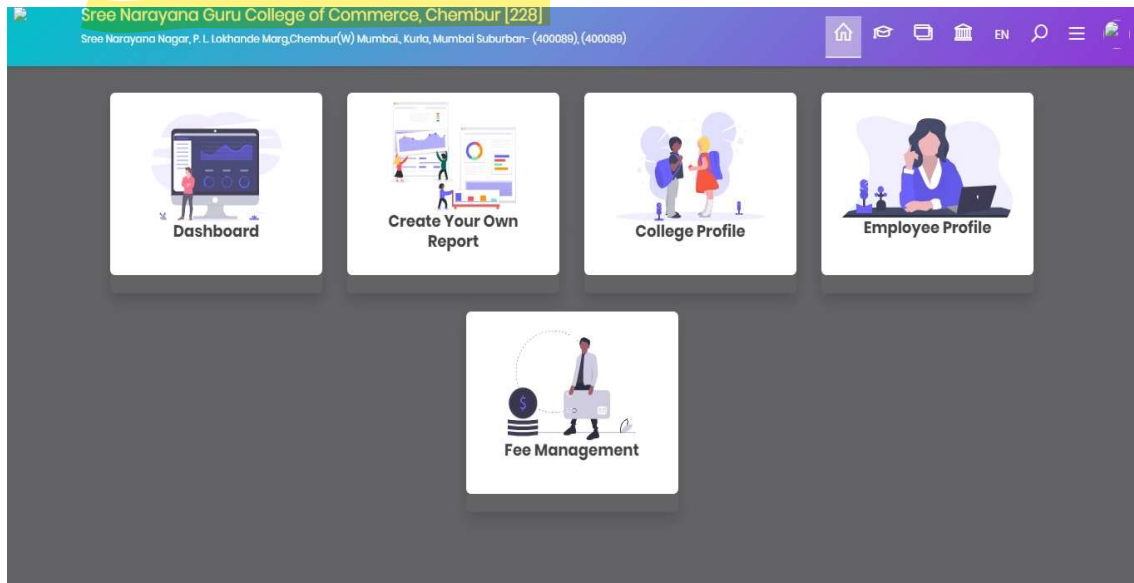 Sree Narayana Guru College of Commerce, Chembur [228]
Sree Narayana Nagar, P. L. Lokhande Marg,Chembur(W) Mumbai, Kurla, Mumbai Suburban- (400089), (400089)
EN
Dashboard
Create Your Own
Report
College Profile
Employee Profile
Fee Management